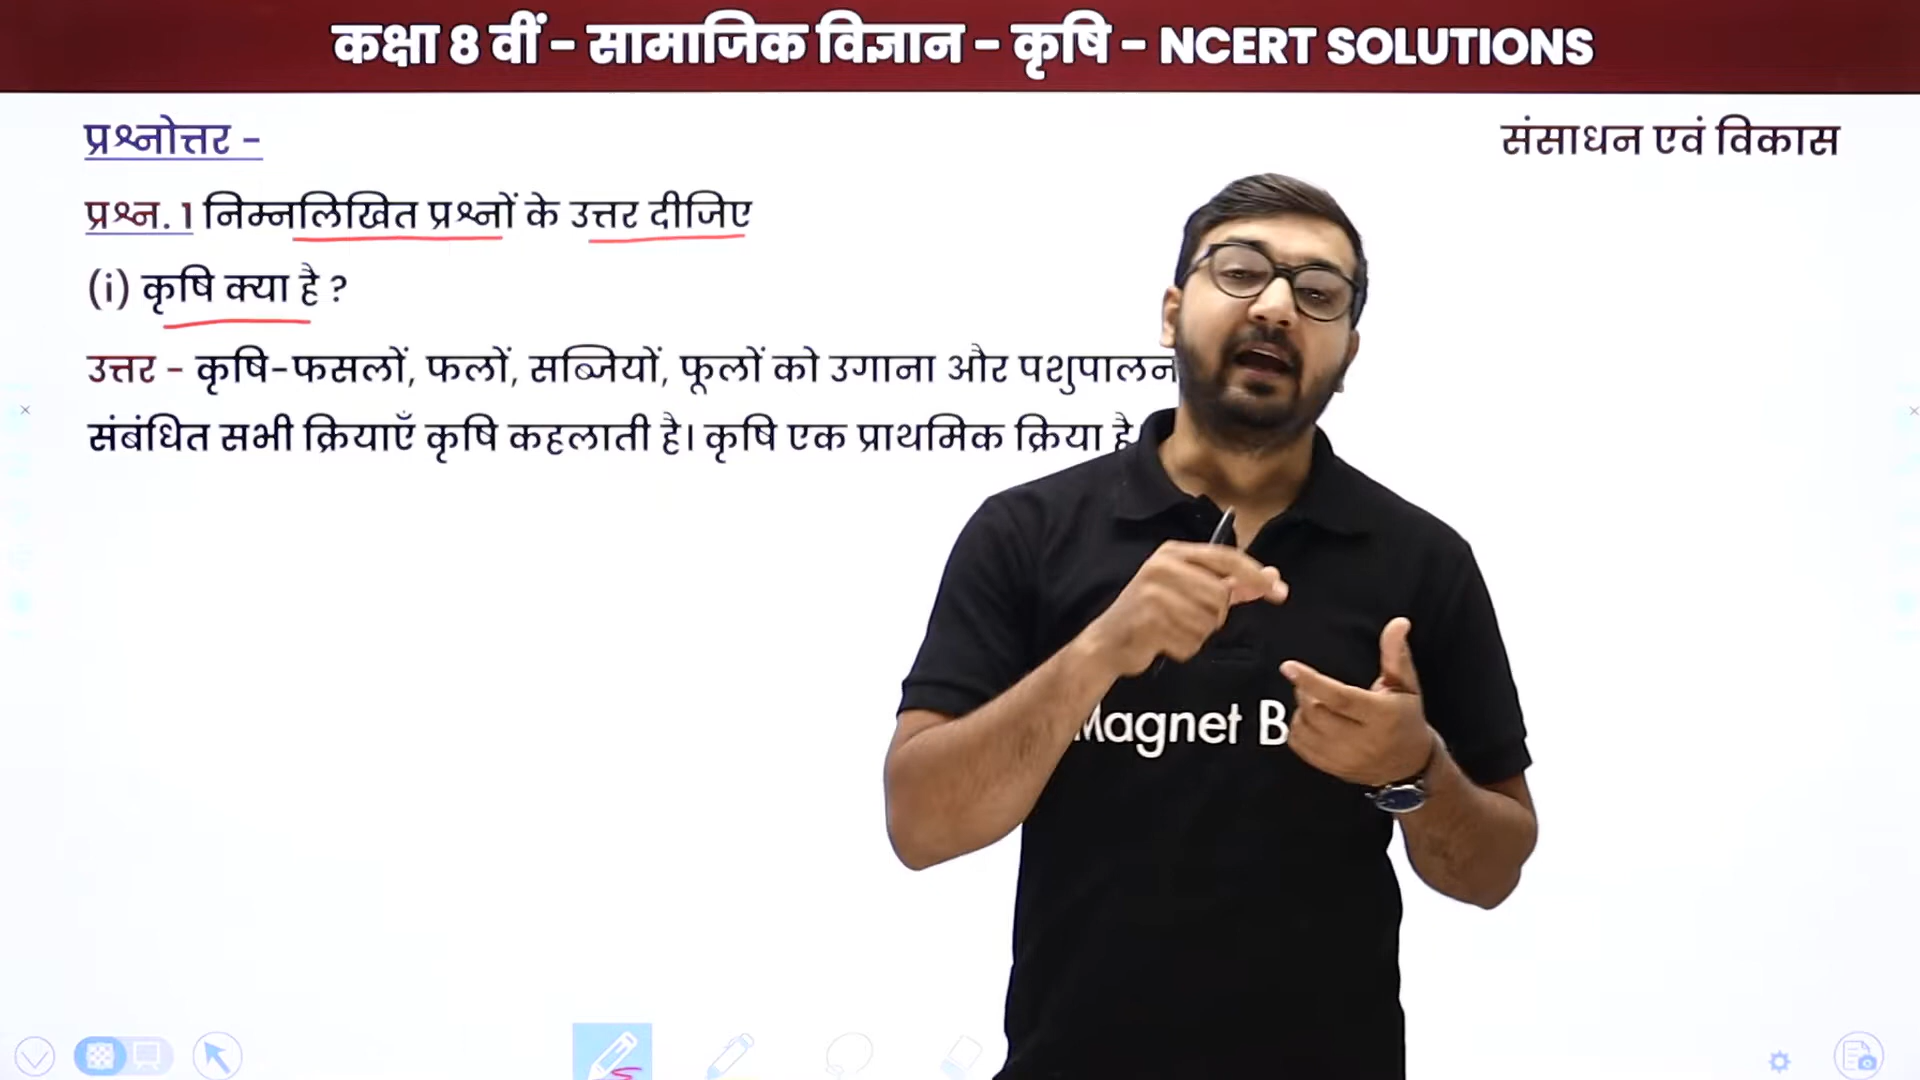 कक्षा 8 वीं - सामाजिक विज्ञान - कृषि - NCERT SOLUTIONS
प्रश्नोत्तर -
संसाधन एवं विकास
प्रश्न. 1 निम्नलिखित प्रश्नों के उत्तर दीजिए
(i) कृषि क्या है ?
उत्तर - कृषि-फसलों, फलों, सब्जियों, फूलों को उगाना और पशुपालन
संबंधित सभी क्रियाएँ कृषि कहलाती है। कृषि एक प्राथमिक क्रिया है
Magnet B